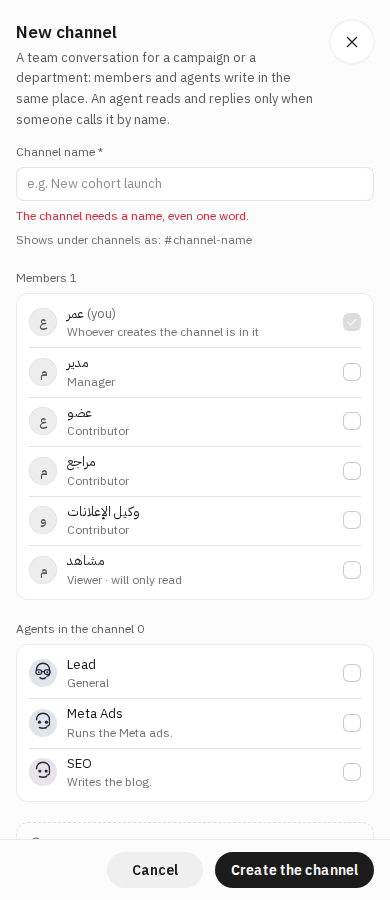 New channel
A team conversation for a campaign or a
department: members and agents write in the
same place. An agent reads and replies only when
someone calls it by name.
Channel name *
e.g. New cohort launch
The channel needs a name, even one word.
Shows under channels as: #channel-name
Members 1
ع
عمر (you)
Whoever creates the channel is in it
م
مدير
Manager
ع
عضو
Contributor
م
مراجع
Contributor
و
وكيل الإعلانات
Contributor
م
مشاهد
Viewer · will only read
Agents in the channel 0
Lead
General
Meta Ads
Runs the Meta ads.
SEO
Writes the blog.
Cancel
Create the channel